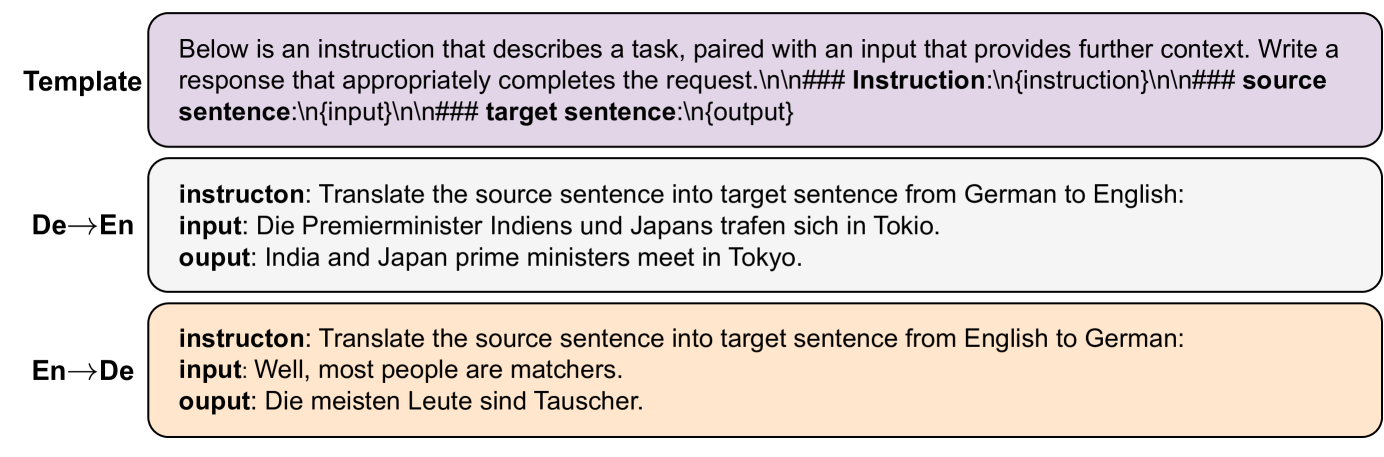 Template
Below is an instruction that describes a task, paired with an input that provides further context. Write a
response that appropriately completes the request.\n\n### Instruction:\n{instruction}\n\n### source
sentence:\n{input}\n\n### target sentence:\n{output}
De→En
instructon: Translate the source sentence into target sentence from German to English:
input: Die Premierminister Indiens und Japans trafen sich in Tokio.
ouput: India and Japan prime ministers meet in Tokyo.
En→De
instructon: Translate the source sentence into target sentence from English to German:
input: Well, most people are matchers.
ouput: Die meisten Leute sind Tauscher.